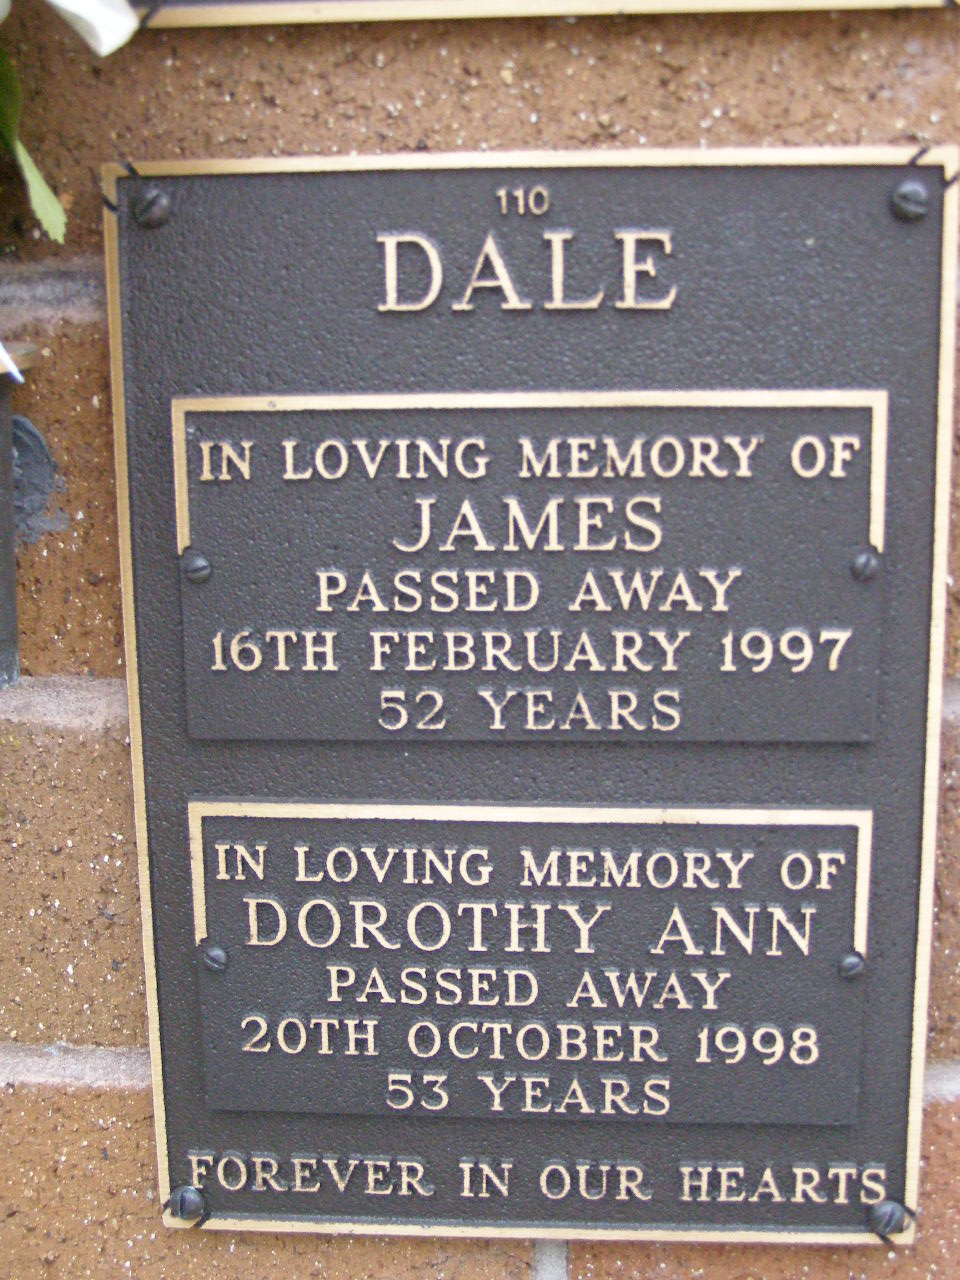 110
DALE
IN LOVING MEMORY OF
JAMES
PASSED AWAY
16TH FEBRUARY 1997
52 YEARS
IN LOVING MEMORY OF
DOROTHY ANN
PASSED AWAY
20TH OCTOBER 1998
53 YEARS
FOREVER IN OUR HEARTS